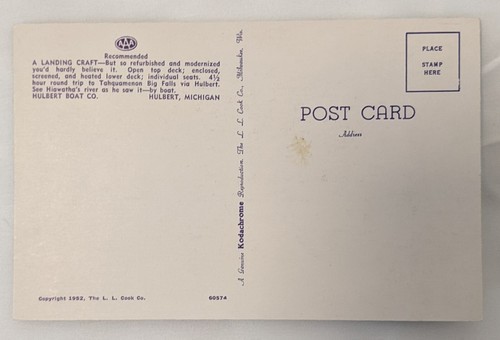 AAA
Recommended
A LANDING CRAFT—But so refurbished and modernized
you'd hardly believe it. Open top deck; enclosed,
screened, and heated lower deck; individual seats. 4½
hour round trip to Tahquamenon Big Falls via Hulbert.
See Hiawatha's river as he saw it—by boat.
HULBERT BOAT CO. HULBERT, MICHIGAN
Copyright 1952, The L. L. Cook Co. 60574
A Genuine Kodachrome Reproduction The L. L. Cook Co., Milwaukee, Wis.
POST CARD
Address
PLACE
STAMP
HERE